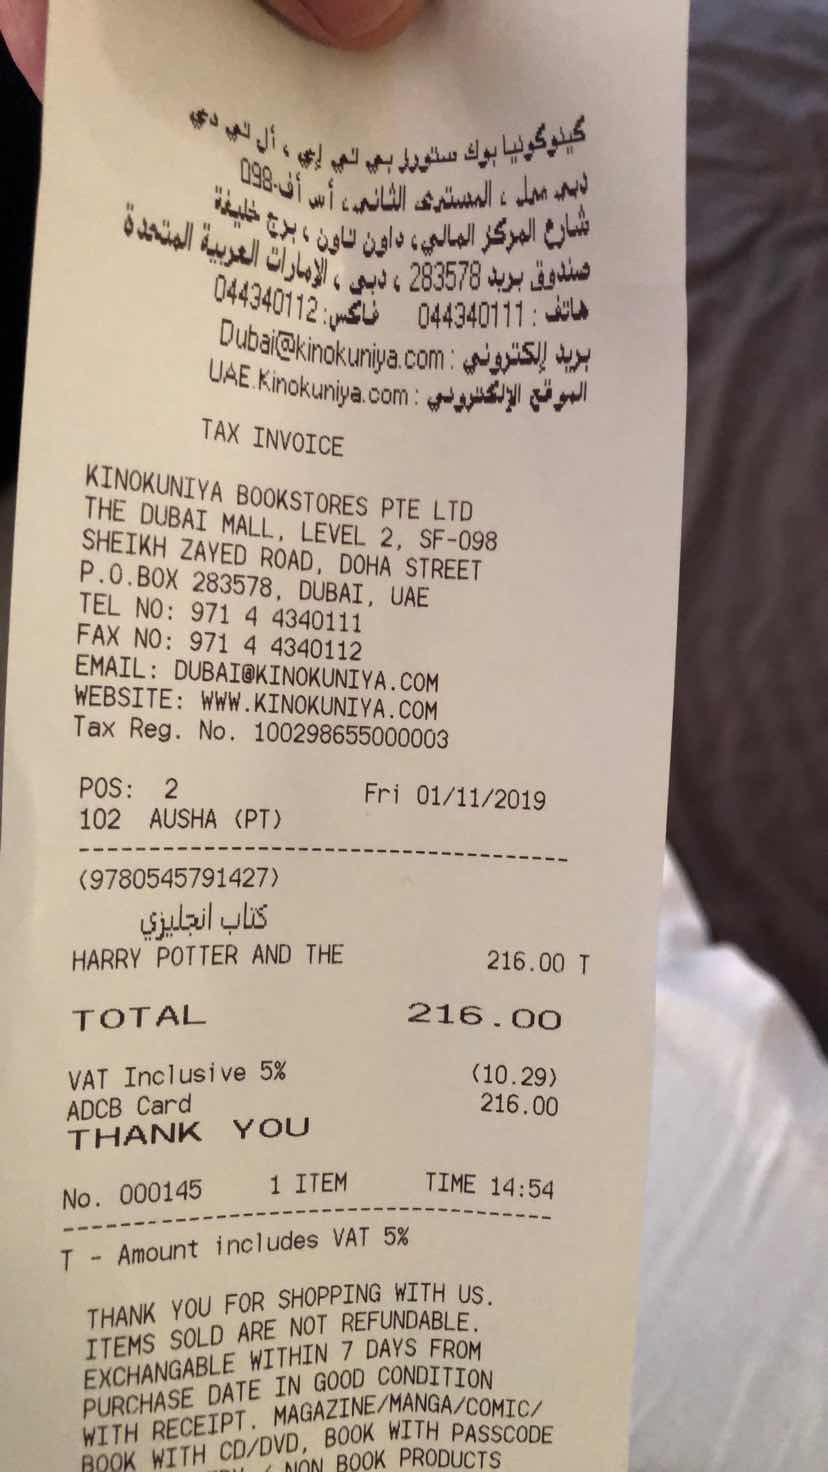 كينوكونيا بوك ستورز بي تي إي ، أل تي دي
دبي مول ، المستوى الثاني، أس أف-098
شارع المركز المالي، داون تاون ، برج خليفة
صندوق بريد 283578 ، دبي ، الإمارات العربية المتحدة
هاتف : 044340111 فاكس: 044340112
بريد إلكتروني : Dubai@kinokuniya.com
الموقع الإلكتروني : UAE.Kinokuniya.com
TAX INVOICE
KINOKUNIYA BOOKSTORES PTE LTD
THE DUBAI MALL, LEVEL 2, SF-098
SHEIKH ZAYED ROAD, DOHA STREET
P.O.BOX 283578, DUBAI, UAE
TEL NO: 971 4 4340111
FAX NO: 971 4 4340112
EMAIL: DUBAI@KINOKUNIYA.COM
WEBSITE: WWW.KINOKUNIYA.COM
Tax Reg. No. 100298655000003
POS: 2 Fri 01/11/2019
102 AUSHA (PT)
(9780545791427)
كتاب انجليزي
HARRY POTTER AND THE 216.00 T
TOTAL 216.00
VAT Inclusive 5% (10.29)
ADCB Card 216.00
THANK YOU
No. 000145 1 ITEM TIME 14:54
T - Amount includes VAT 5%
THANK YOU FOR SHOPPING WITH US.
ITEMS SOLD ARE NOT REFUNDABLE.
EXCHANGABLE WITHIN 7 DAYS FROM
PURCHASE DATE IN GOOD CONDITION
WITH RECEIPT. MAGAZINE/MANGA/COMIC/
BOOK WITH CD/DVD, BOOK WITH PASSCODE
/ NON BOOK PRODUCTS